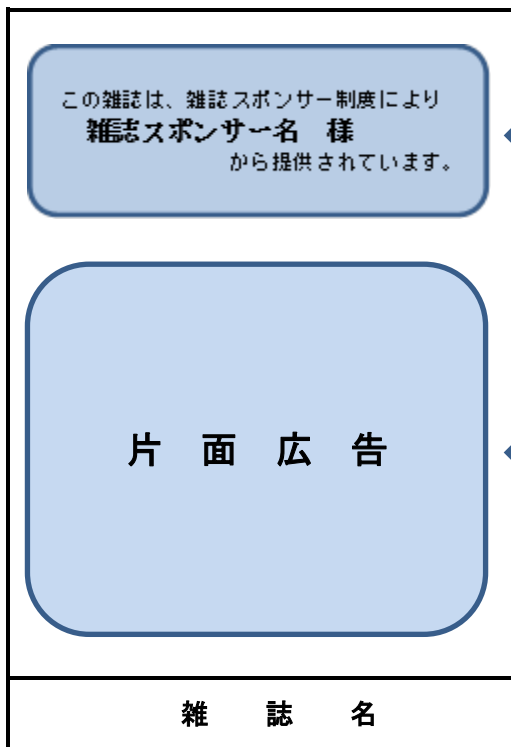 この雑誌は、雑誌スポンサー制度により
雑誌スポンサー名　様
から提供されています。
片　面　広　告
雑　誌　名